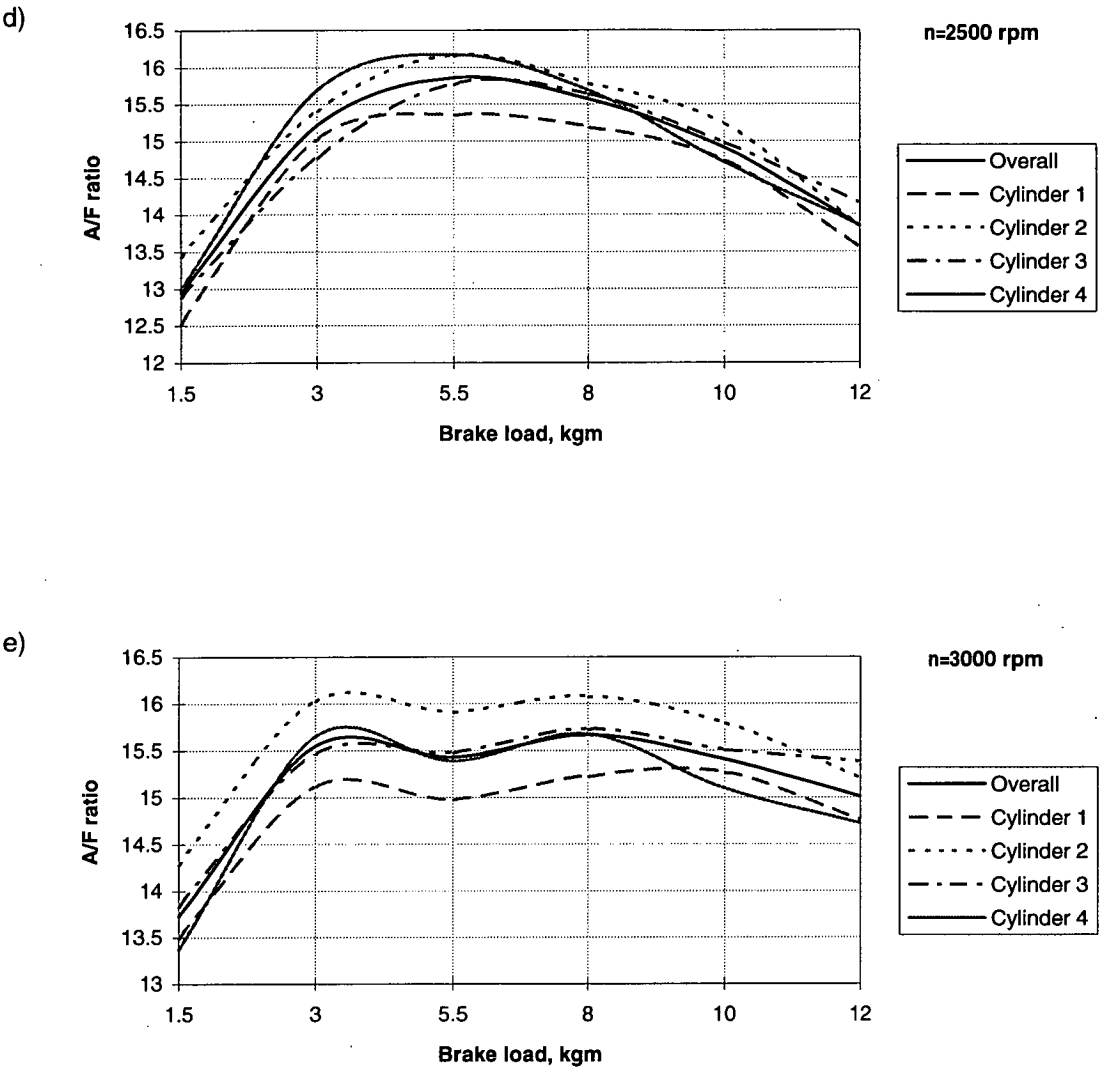 d)
n=2500 rpm
16.5
16
15.5
15
14.5
14
13.5
13
12.5
12
A/F ratio
1.5 3 5.5 8 10 12
Brake load, kgm
Overall
Cylinder 1
Cylinder 2
Cylinder 3
Cylinder 4
e)
n=3000 rpm
16.5
16
15.5
15
14.5
14
13.5
13
A/F ratio
1.5 3 5.5 8 10 12
Brake load, kgm
Overall
Cylinder 1
Cylinder 2
Cylinder 3
Cylinder 4